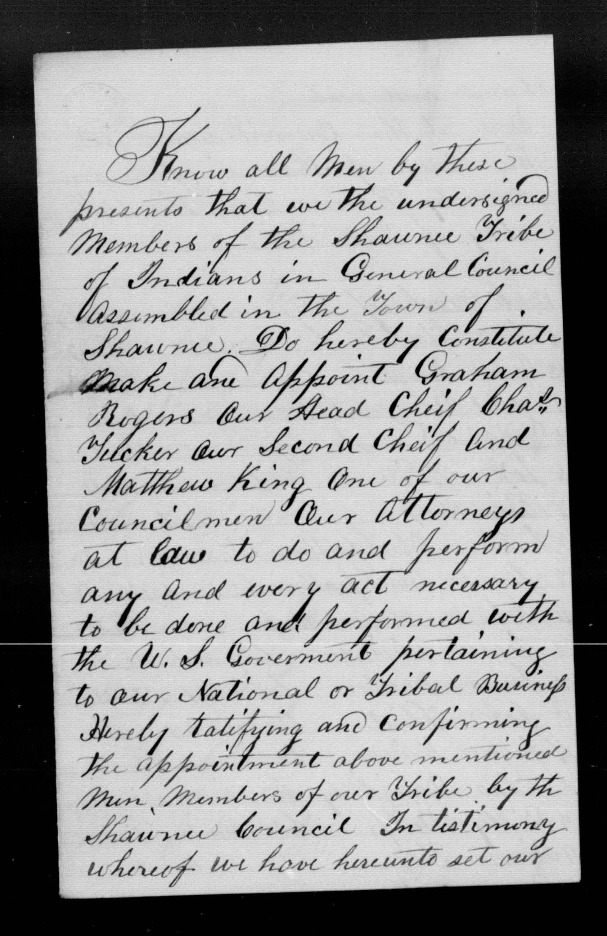 Know all Men by these
presents that we the undersigned
Members of the Shawnee Tribe
of Indians in General Council
Assembled in the Town of
Shawnee. Do hereby Constitute
Make and Appoint Graham
Rogers Our Head Cheif Chas
Tucker Our Second Cheif And
Matthew King One of our
Councilmen Our Attorneys
at law to do and perform
any And every act necessary
to be done and performed with
the U. S. Goverment pertaining
to our National or Tribal Business
Hereby ratifying and confirming
the appointment above mentioned
Men, Members of our Tribe by th
Shawnee Council In testimony
whereof we have hereunto set our